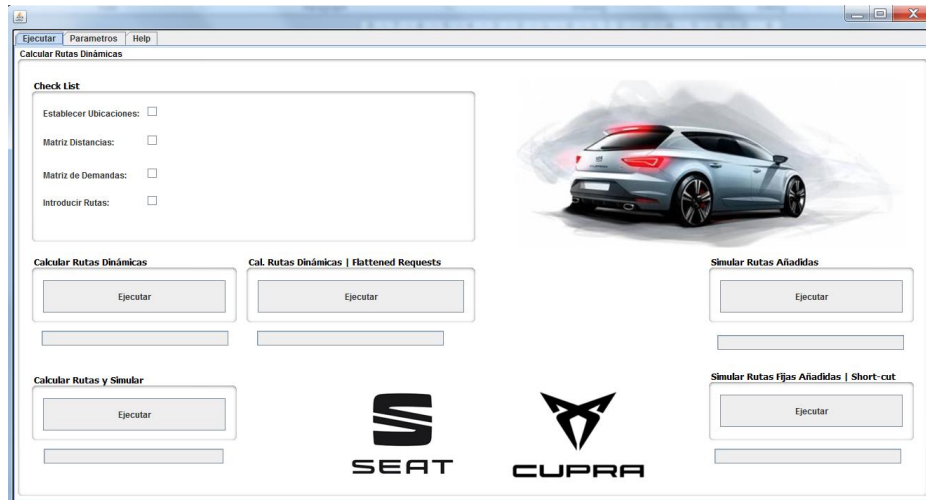 Ejecutar Parametros Help
Calcular Rutas Dinàmicas
Check List
Establecer Ubicaciones:
Matriz Distancias:
Matriz de Demandas:
Introducir Rutas:
Calcular Rutas Dinámicas
Cal. Rutas Dinámicas | Flattened Requests
Simular Rutas Añadidas
Ejecutar
Ejecutar
Ejecutar
Calcular Rutas y Simular
Simular Rutas Fijas Añadidas | Short-cut
Ejecutar
Ejecutar
SEAT
CUPRA